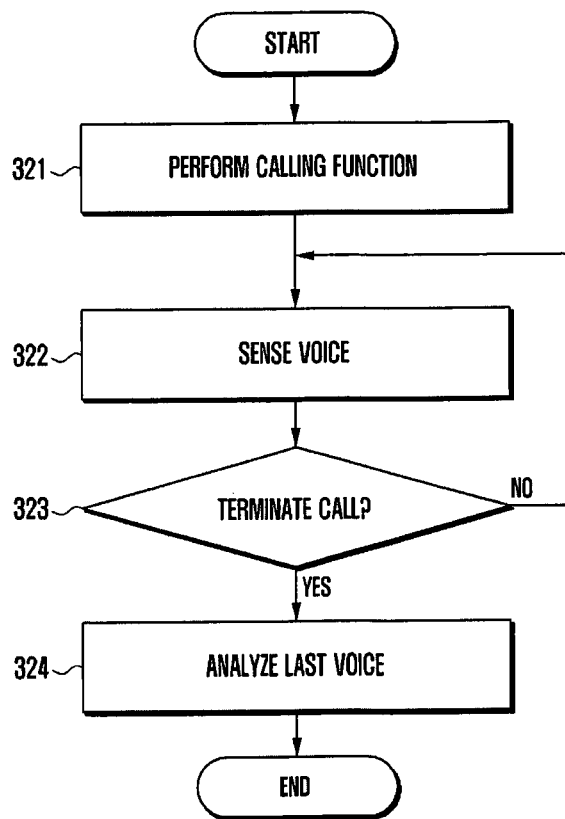 START
321 PERFORM CALLING FUNCTION
322 SENSE VOICE
323 TERMINATE CALL? NO
YES
324 ANALYZE LAST VOICE
END